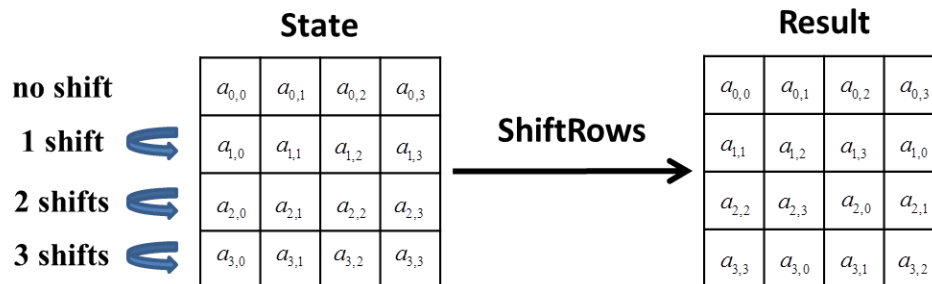 State
Result
no shift
a0,0 a0,1 a0,2 a0,3
a0,0 a0,1 a0,2 a0,3
1 shift
a1,0 a1,1 a1,2 a1,3
ShiftRows
a1,1 a1,2 a1,3 a1,0
2 shifts
a2,0 a2,1 a2,2 a2,3
a2,2 a2,3 a2,0 a2,1
3 shifts
a3,0 a3,1 a3,2 a3,3
a3,3 a3,0 a3,1 a3,2